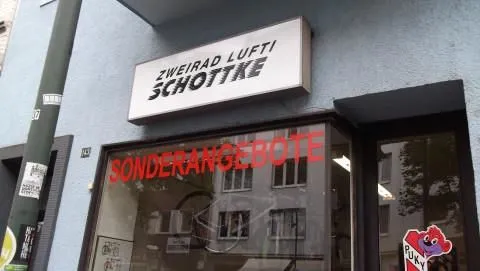 ZWEIRAD LUFTI
SCHOTTKE
SONDERANGEBOTE
PUKY